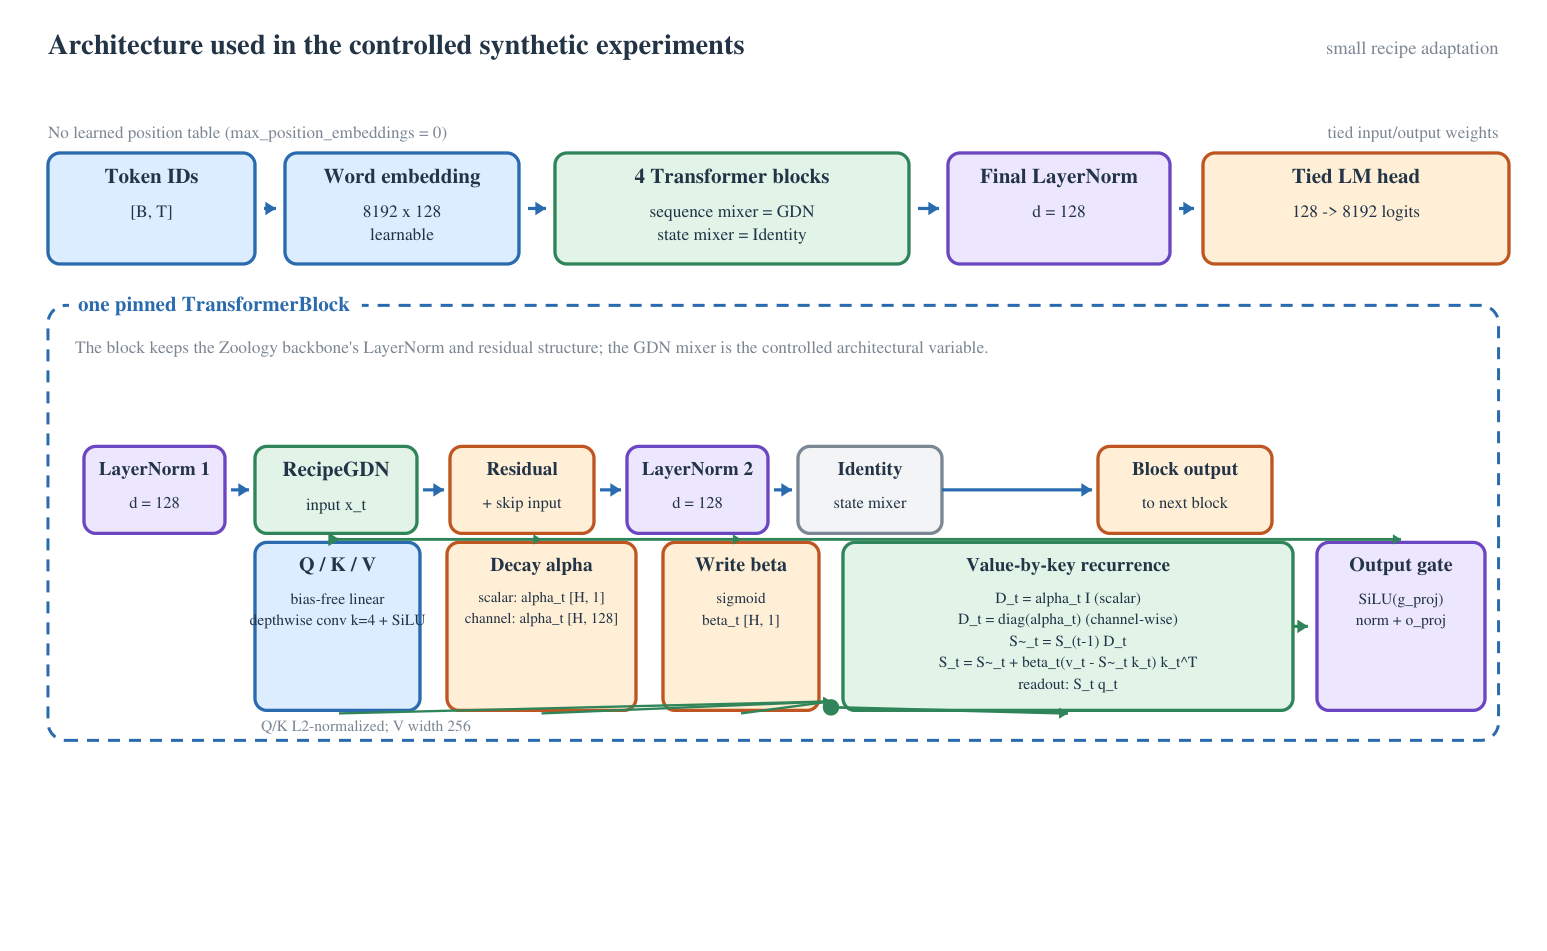 Architecture used in the controlled synthetic experiments
small recipe adaptation
No learned position table (max_position_embeddings = 0)
tied input/output weights
Token IDs
[B, T]
Word embedding
8192 x 128
learnable
4 Transformer blocks
sequence mixer = GDN
state mixer = Identity
Final LayerNorm
d = 128
Tied LM head
128 -> 8192 logits
one pinned TransformerBlock
The block keeps the Zoology backbone's LayerNorm and residual structure; the GDN mixer is the controlled architectural variable.
LayerNorm 1
d = 128
RecipeGDN
input x_t
Residual
+ skip input
LayerNorm 2
d = 128
Identity
state mixer
Block output
to next block
Q / K / V
bias-free linear
depthwise conv k=4 + SiLU
Decay alpha
scalar: alpha_t [H, 1]
channel: alpha_t [H, 128]
Write beta
sigmoid
beta_t [H, 1]
Value-by-key recurrence
D_t = alpha_t I (scalar)
D_t = diag(alpha_t) (channel-wise)
S~_t = S_(t-1) D_t
S_t = S~_t + beta_t(v_t - S~_t k_t) k_t^T
readout: S_t q_t
Output gate
SiLU(g_proj)
norm + o_proj
Q/K L2-normalized; V width 256